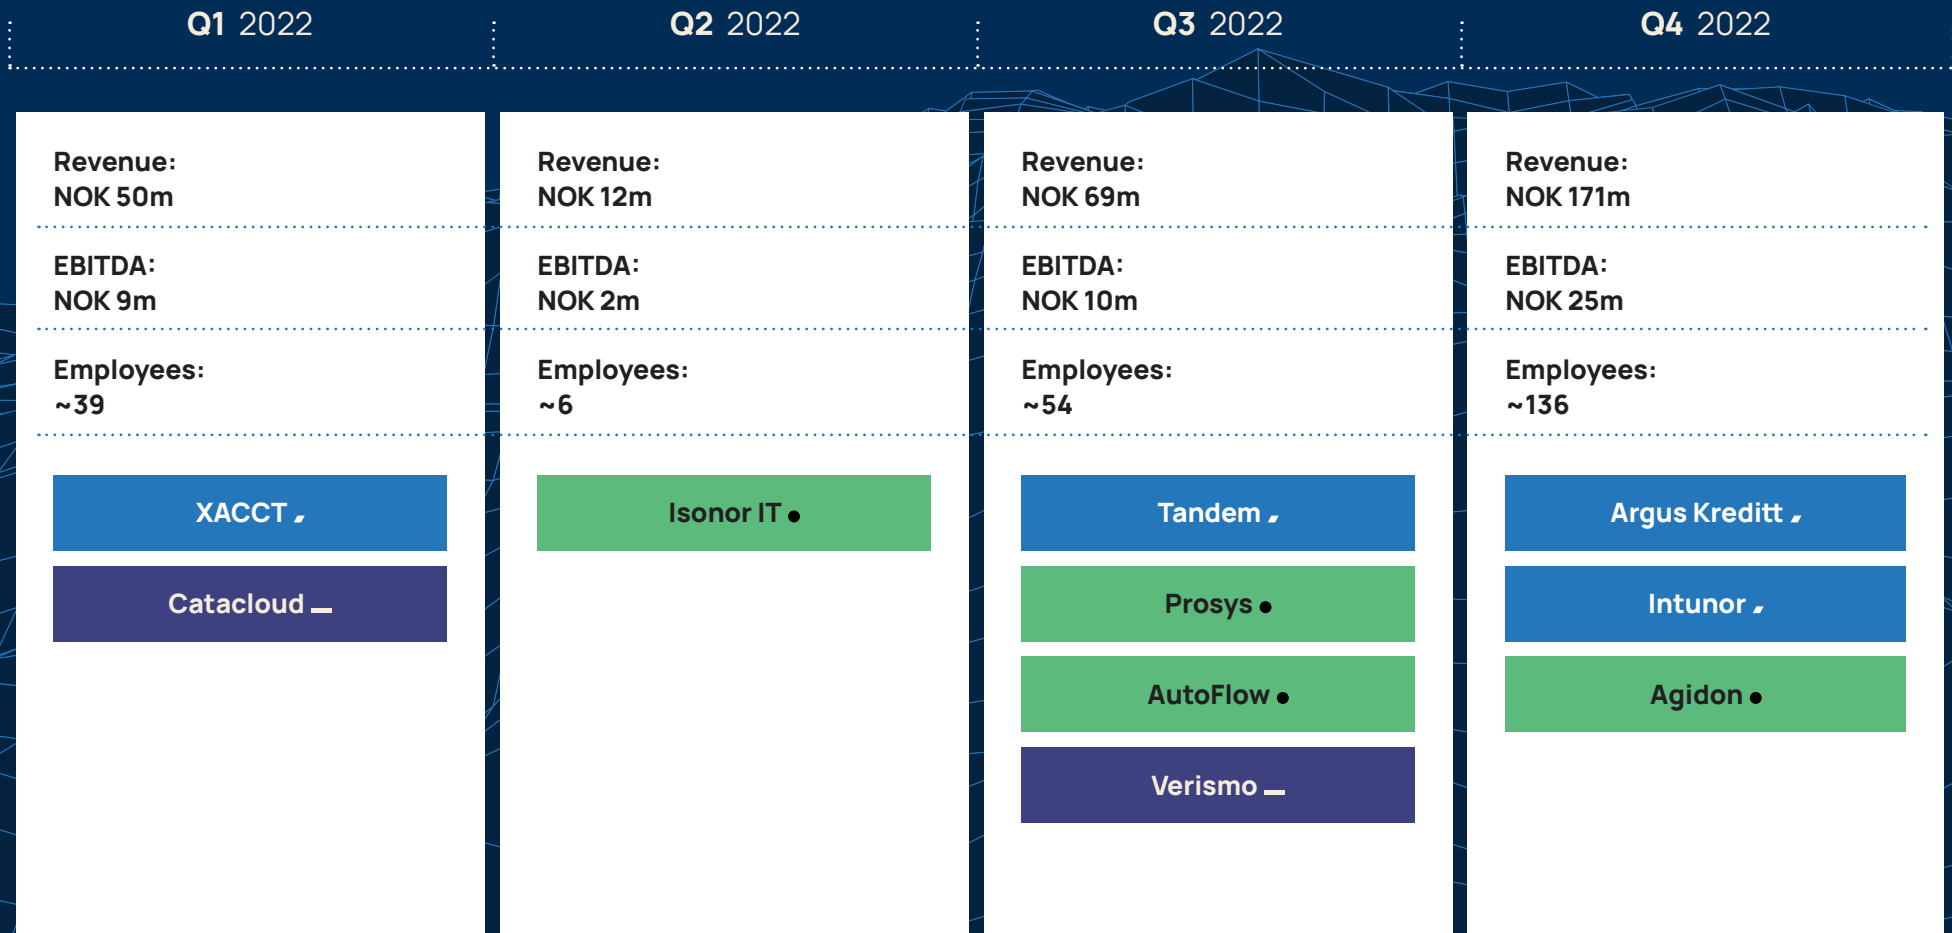 Q1 2022
Revenue:
NOK 50m
EBITDA:
NOK 9m
Employees:
~39
XACCT
Catacloud
Q2 2022
Revenue:
NOK 12m
EBITDA:
NOK 2m
Employees:
~6
Isonor IT
Q3 2022
Revenue:
NOK 69m
EBITDA:
NOK 10m
Employees:
~54
Tandem
Prosys
AutoFlow
Verismo
Q4 2022
Revenue:
NOK 171m
EBITDA:
NOK 25m
Employees:
~136
Argus Kreditt
Intunor
Agidon